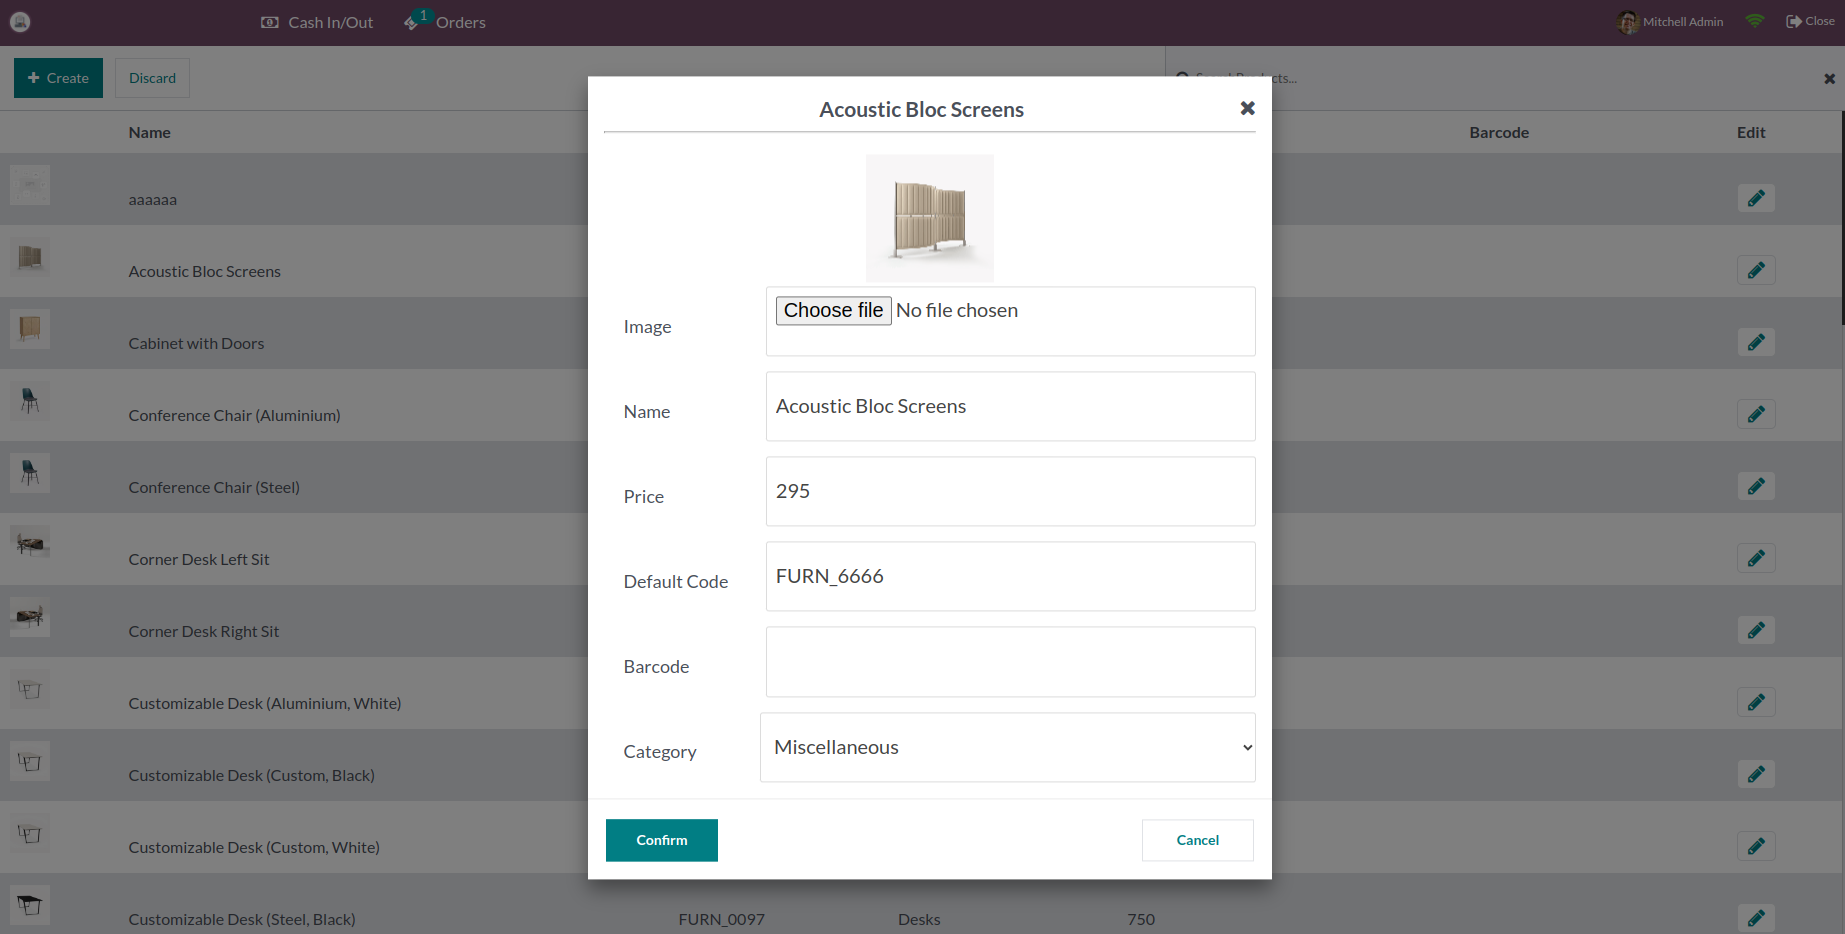 Cash In/Out
1
Orders
Mitchell Admin
Close
Create
Discard
Acoustic Bloc Screens
Name
Barcode
Edit
aaaaaa
Acoustic Bloc Screens
Cabinet with Doors
Conference Chair (Aluminium)
Conference Chair (Steel)
Corner Desk Left Sit
Corner Desk Right Sit
Customizable Desk (Aluminium, White)
Customizable Desk (Custom, Black)
Customizable Desk (Custom, White)
Customizable Desk (Steel, Black) FURN_0097 Desks 750
Image
Choose file No file chosen
Name
Acoustic Bloc Screens
Price
295
Default Code
FURN_6666
Barcode
Category
Miscellaneous
Confirm
Cancel